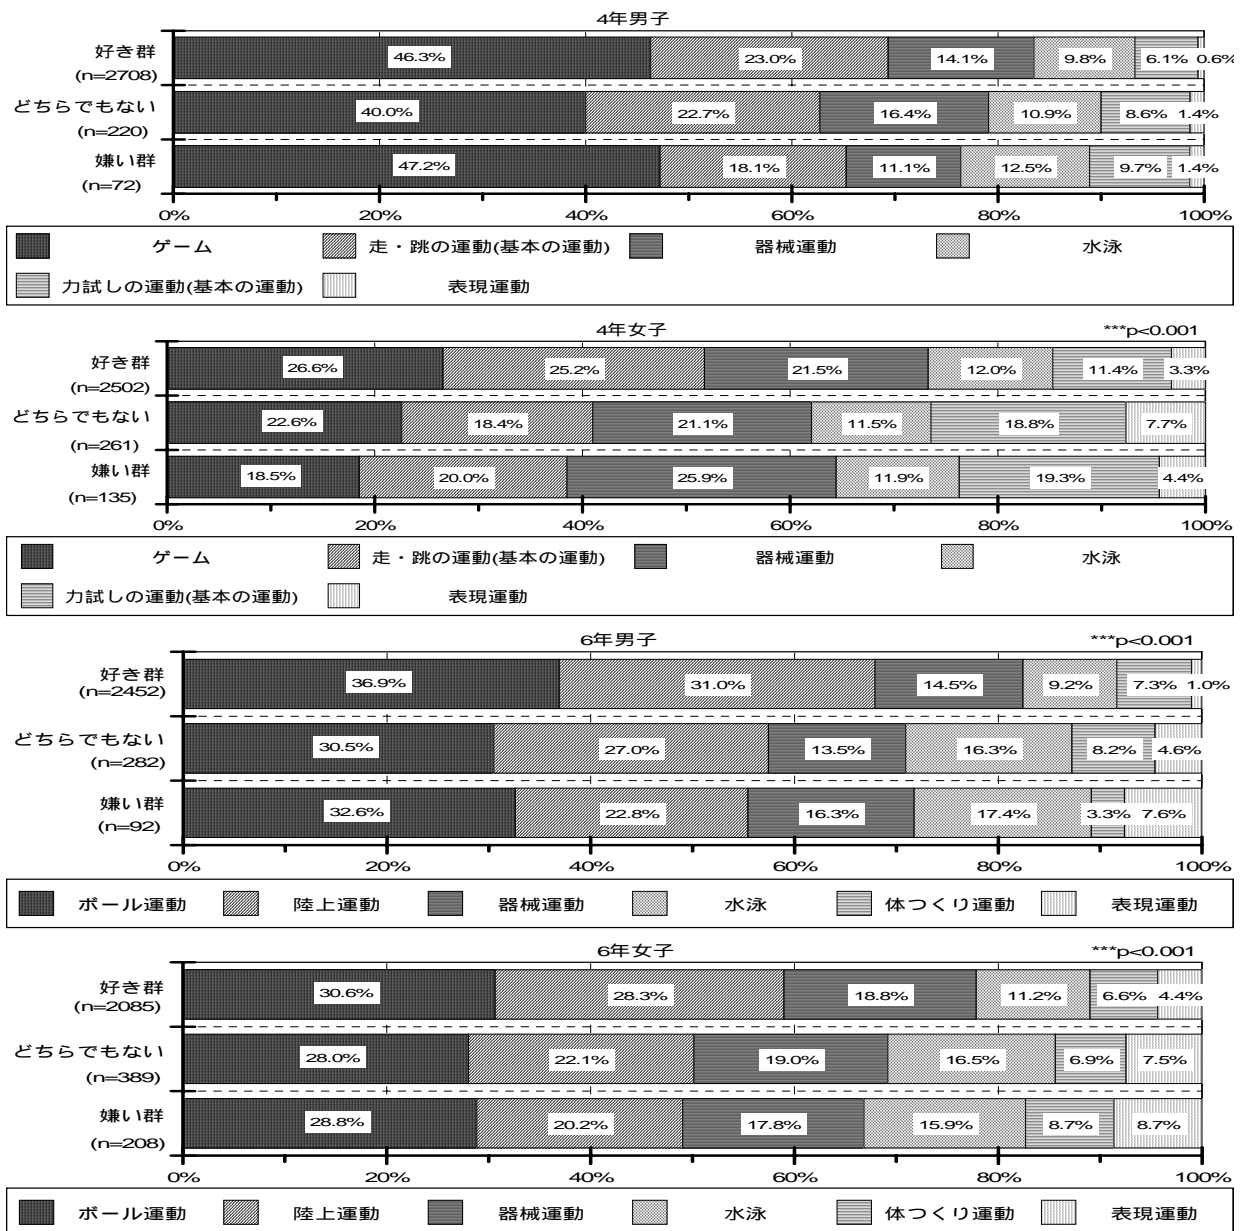 4年男子
好き群
(n=2708)
46.3% 23.0% 14.1% 9.8% 6.1% 0.6%
どちらでもない
(n=220)
40.0% 22.7% 16.4% 10.9% 8.6% 1.4%
嫌い群
(n=72)
47.2% 18.1% 11.1% 12.5% 9.7% 1.4%
0% 20% 40% 60% 80% 100%
ゲーム 走・跳の運動(基本の運動) 器械運動 水泳
力試しの運動(基本の運動) 表現運動
4年女子 ***p<0.001
好き群
(n=2502)
26.6% 25.2% 21.5% 12.0% 11.4% 3.3%
どちらでもない
(n=261)
22.6% 18.4% 21.1% 11.5% 18.8% 7.7%
嫌い群
(n=135)
18.5% 20.0% 25.9% 11.9% 19.3% 4.4%
0% 20% 40% 60% 80% 100%
ゲーム 走・跳の運動(基本の運動) 器械運動 水泳
力試しの運動(基本の運動) 表現運動
6年男子 ***p<0.001
好き群
(n=2452)
36.9% 31.0% 14.5% 9.2% 7.3% 1.0%
どちらでもない
(n=282)
30.5% 27.0% 13.5% 16.3% 8.2% 4.6%
嫌い群
(n=92)
32.6% 22.8% 16.3% 17.4% 3.3% 7.6%
0% 20% 40% 60% 80% 100%
ボール運動 陸上運動 器械運動 水泳 体つくり運動 表現運動
6年女子 ***p<0.001
好き群
(n=2085)
30.6% 28.3% 18.8% 11.2% 6.6% 4.4%
どちらでもない
(n=389)
28.0% 22.1% 19.0% 16.5% 6.9% 7.5%
嫌い群
(n=208)
28.8% 20.2% 17.8% 15.9% 8.7% 8.7%
0% 20% 40% 60% 80% 100%
ボール運動 陸上運動 器械運動 水泳 体つくり運動 表現運動